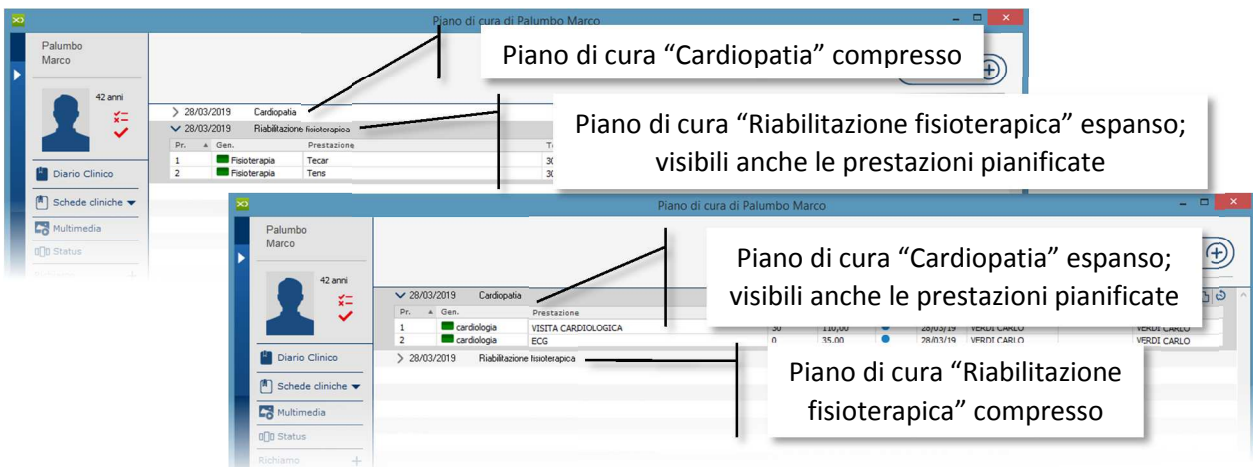 Piano di cura di Palumbo Marco
Palumbo
Marco
Piano di cura “Cardiopatia” compresso
42 anni
28/03/2019 Cardiopatia
28/03/2019 Riabilitazione fisioterapica
Piano di cura “Riabilitazione fisioterapica” espanso;
visibili anche le prestazioni pianificate
Pr. Gen. Prestazione
1 Fisioterapia Tecar 30
2 Fisioterapia Tens 30
Diario Clinico
Schede cliniche
Multimedia
Status
Piano di cura di Palumbo Marco
Palumbo
Marco
Piano di cura “Cardiopatia” espanso;
visibili anche le prestazioni pianificate
42 anni
28/03/2019 Cardiopatia
Pr. Gen. Prestazione
1 cardiologia VISITA CARDIOLOGICA 30 110,00 28/03/19 VERDI CARLO VERDI CARLO
2 cardiologia ECG 0 35,00 28/03/19 VERDI CARLO VERDI CARLO
28/03/2019 Riabilitazione fisioterapica
Piano di cura “Riabilitazione
fisioterapica” compresso
Diario Clinico
Schede cliniche
Multimedia
Status
Richiamo